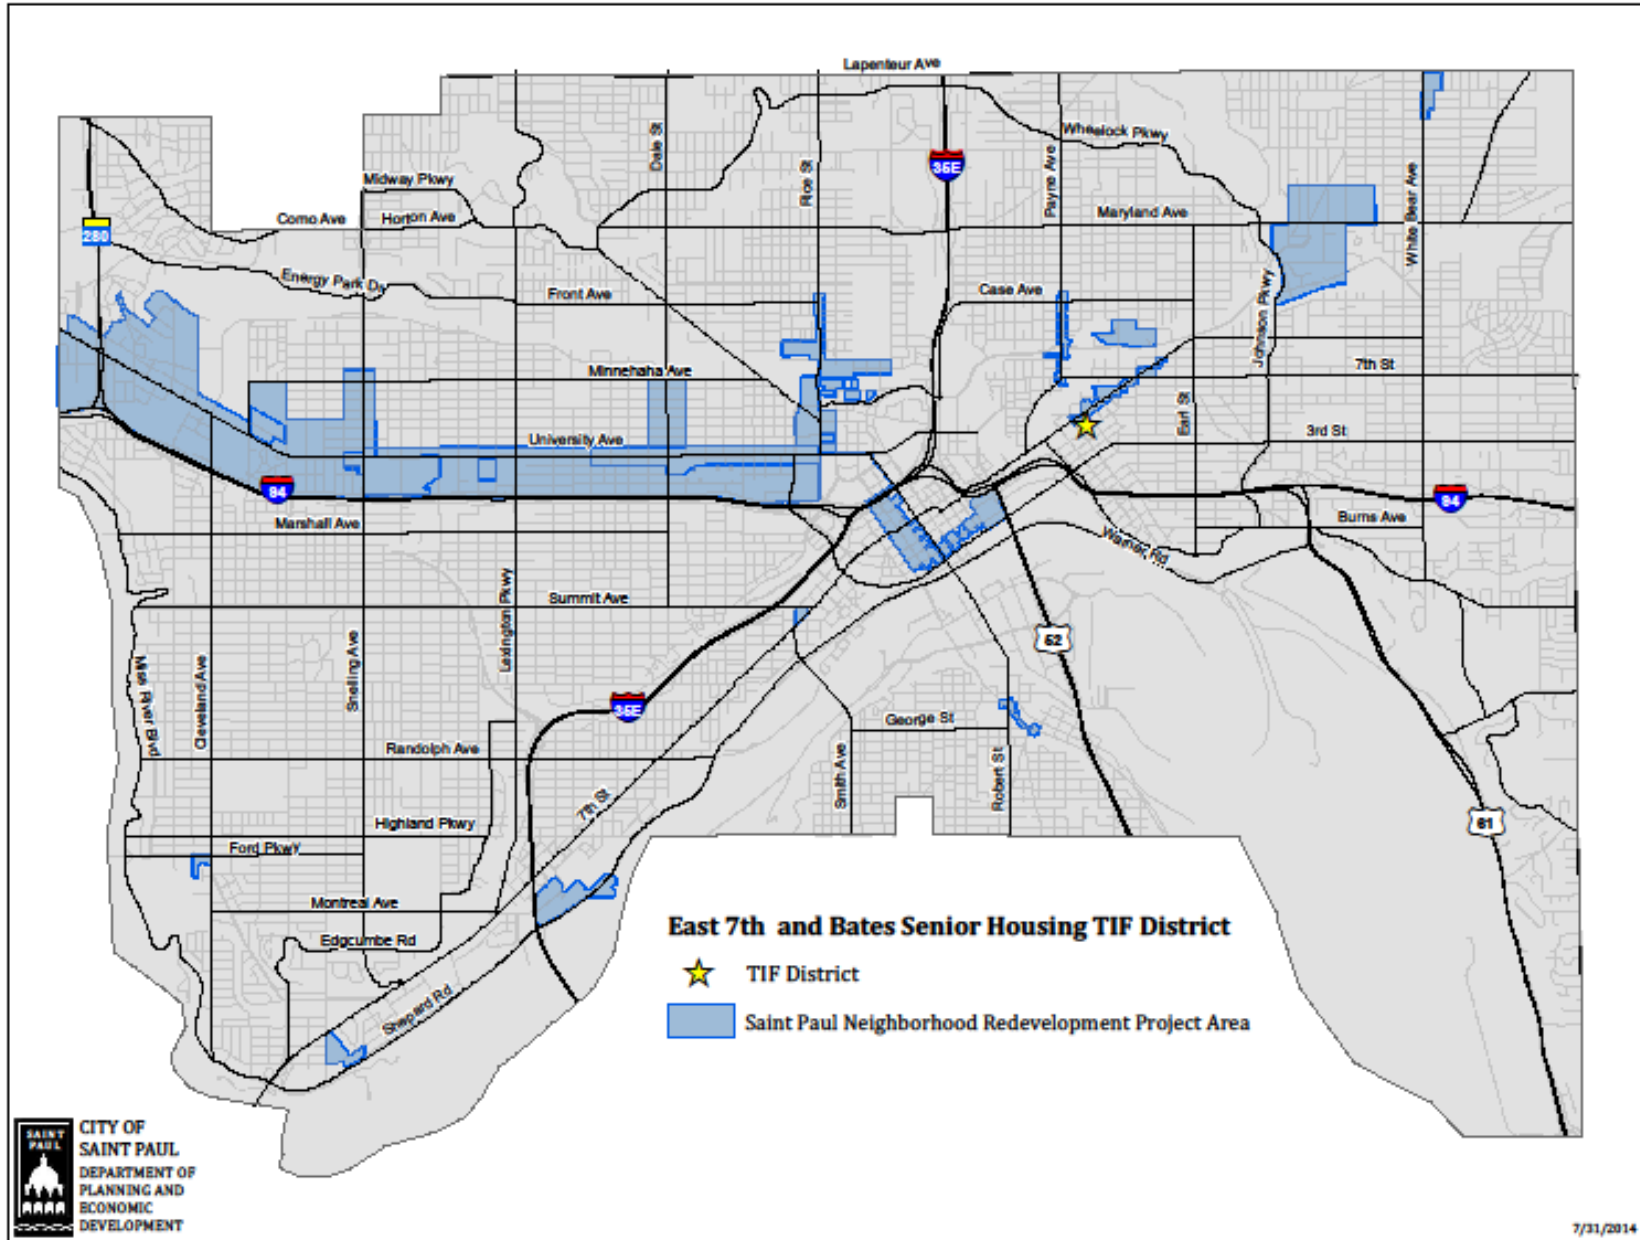 Lapenteur Ave
Wheelock Pkwy
Dale St
Rice St
35E
Payne Ave
White Bear Ave
Midway Pkwy
Como Ave
Horton Ave
Maryland Ave
280
Energy Park Dr
Front Ave
Case Ave
Johnson Pkwy
Minnehaha Ave
7th St
Earl St
University Ave
3rd St
94
94
Marshall Ave
Burns Ave
Warner Rd
Lexington Pkwy
Summit Ave
52
Miss River Blvd
Cleveland Ave
Snelling Ave
35E
George St
Randolph Ave
Smith Ave
Robert St
7th St
Highland Pkwy
61
Ford Pkwy
Montreal Ave
Edgcumbe Rd
Shepard Rd
East 7th and Bates Senior Housing TIF District
TIF District
Saint Paul Neighborhood Redevelopment Project Area
SAINT
PAUL
CITY OF
SAINT PAUL
DEPARTMENT OF
PLANNING AND
ECONOMIC
DEVELOPMENT
7/31/2014